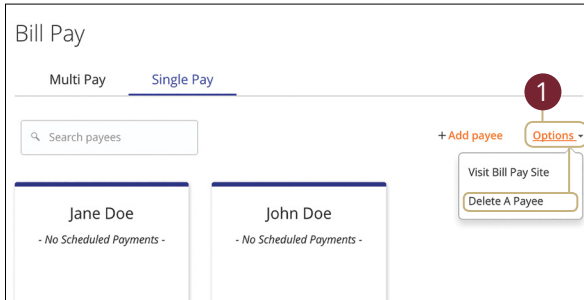 Bill Pay
Multi Pay Single Pay
1
Search payees
+ Add payee Options
Visit Bill Pay Site
Delete A Payee
Jane Doe John Doe
- No Scheduled Payments - - No Scheduled Payments -